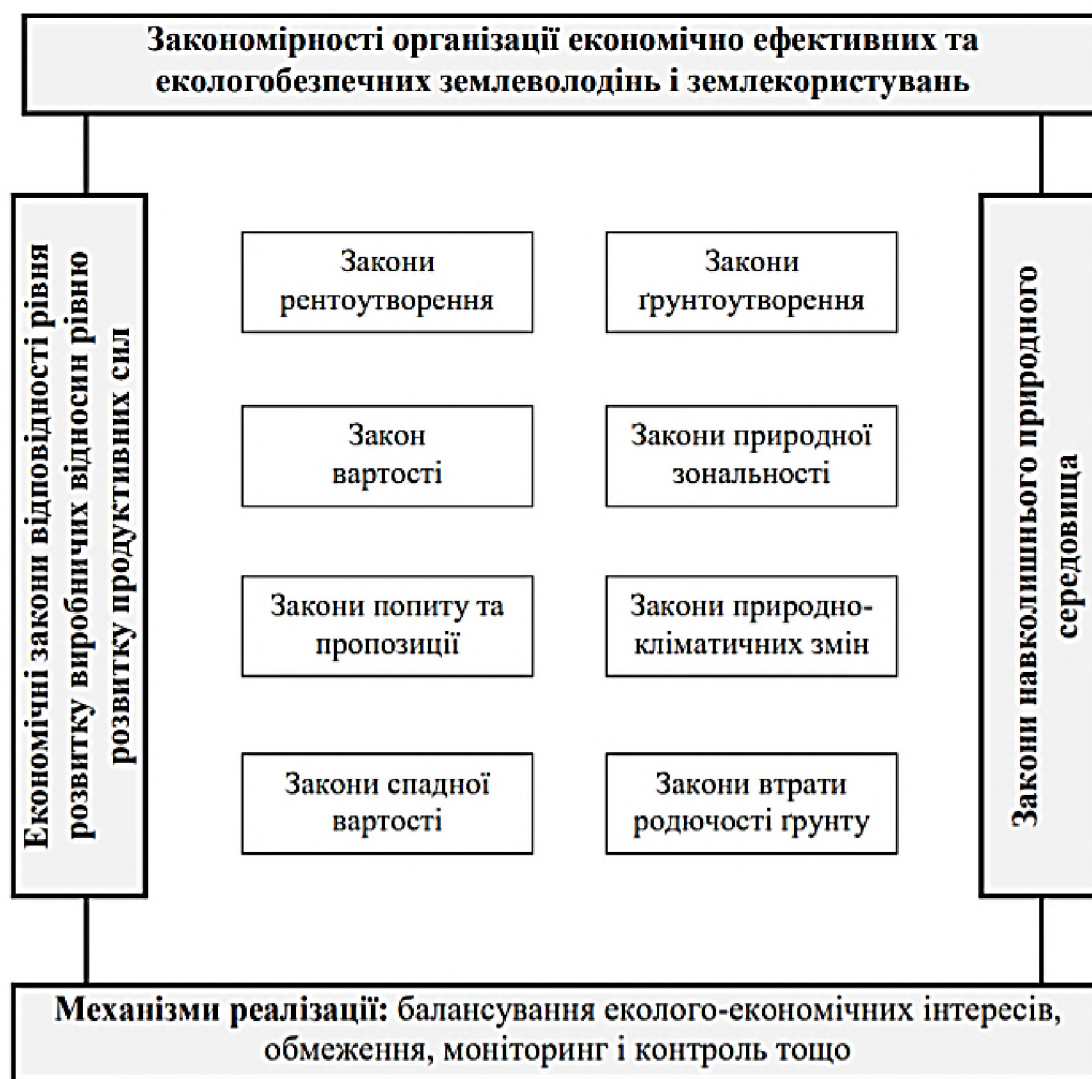 Закономірності організації економічно ефективних та
екологобезпечних землеволодінь і землекористувань
Економічні закони відповідності рівня
розвитку виробничих відносин рівню
розвитку продуктивних сил
Закони
рентоутворення
Закони
ґрунтоутворення
Закон
вартості
Закони природної
зональності
Закони попиту та
пропозиції
Закони природно-
кліматичних змін
Закони спадної
вартості
Закони втрати
родючості ґрунту
Закони навколишнього природного
середовища
Механізми реалізації: балансування еколого-економічних інтересів,
обмеження, моніторинг і контроль тощо